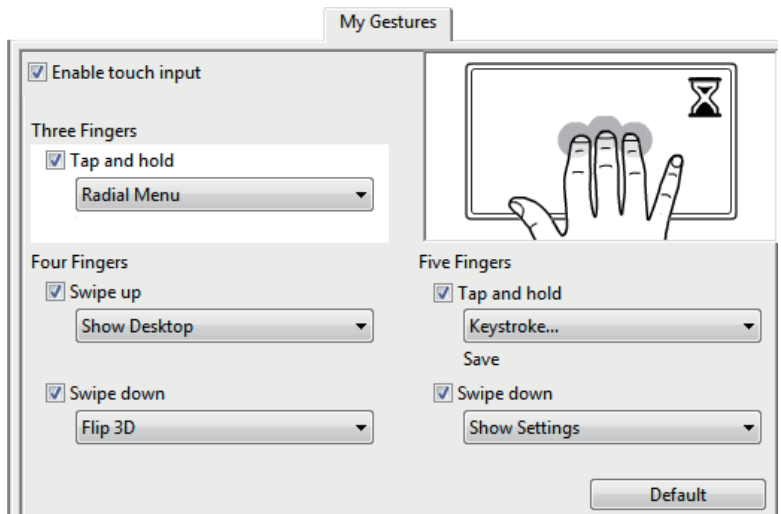 My Gestures
Enable touch input
Three Fingers
Tap and hold
Radial Menu
Four Fingers
Swipe up
Show Desktop
Swipe down
Flip 3D
Five Fingers
Tap and hold
Keystroke...
Save
Swipe down
Show Settings
Default